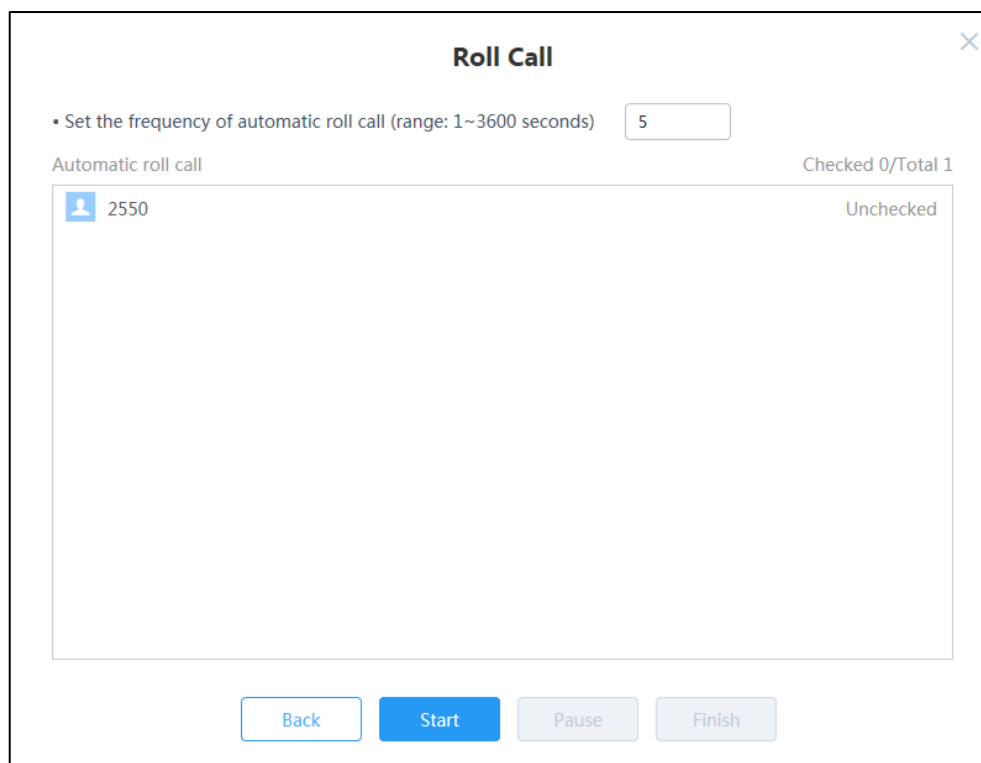 Roll Call
• Set the frequency of automatic roll call (range: 1~3600 seconds) 5
Automatic roll call Checked 0/Total 1
2550 Unchecked
Back Start Pause Finish